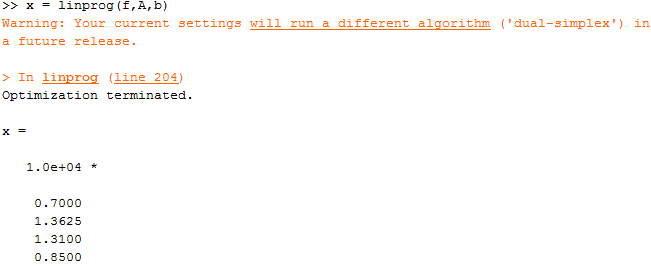 >> x = linprog(f,A,b)
Warning: Your current settings will run a different algorithm ('dual-simplex') in
a future release.
> In linprog (line 204)
Optimization terminated.
x =
1.0e+04 *
0.7000
1.3625
1.3100
0.8500